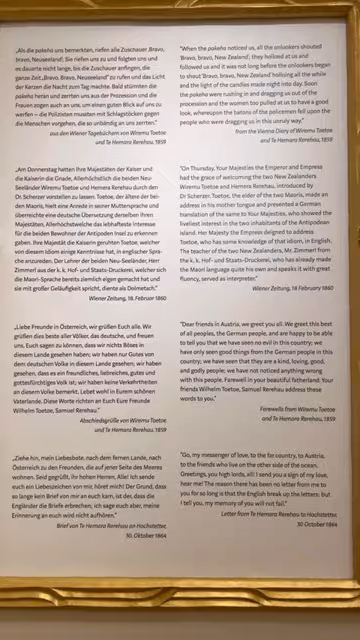 „Als die pakeha uns bemerkten, riefen alle Zuschauer ‚Bravo,
bravo, Neuseeland‘. Sie riefen uns zu und folgten uns und
es dauerte nicht lange, bis die Zuschauer anfingen, die
ganze Zeit ‚Bravo, Bravo, Neuseeland‘ zu rufen und das Licht
der Kerzen die Nacht zum Tag machte. Bald stürmten die
pakeha heran und zerrten uns aus der Prozession und die
Frauen zogen auch an uns, um einen guten Blick auf uns zu
werfen – die Polizisten mussten mit Schlagstöcken gegen
die Menschen vorgehen, die so unbändig an uns zerrten.“
aus den Wiener Tagebüchern von Wiremu Toetoe
und Te Hemara Rerehau, 1859
„Am Donnerstag hatten Ihre Majestäten der Kaiser und
die Kaiserin die Gnade, Allerhöchstlich die beiden Neu-
Seeländer Wiremu Toetoe und Hemara Rerehau durch den
Dr. Scherzer vorstellen zu lassen. Toetoe, der ältere der bei-
den Maoris, hielt eine Anrede in seiner Muttersprache und
überreichte eine deutsche Übersetzung derselben Ihren
Majestäten, Allerhöchstwelche das lebhafteste Interesse
für die beiden Bewohner der Antipoden Insel zu erkennen
gaben. Ihre Majestät die Kaiserin geruhten Toetoe, welcher
von diesem Idiom einige Kenntnisse hat, in englischer Spra-
che anzureden. Der Lehrer der beiden Neu-Seeländer, Herr
Zimmerl aus der k. k. Hof- und Staats-Druckerei, welcher sich
die Maori-Sprache bereits ziemlich eigen gemacht hat und
sie mit großer Geläufigkeit spricht, diente als Dolmetsch.“
Wiener Zeitung, 18. Februar 1860
„Liebe Freunde in Österreich, wir grüßen Euch alle. Wir
grüßen dies beste aller Völker, das deutsche, und freuen
uns, Euch sagen zu können, dass wir nichts Böses in
diesem Land gesehen haben; wir haben nur Gutes von
dem deutschen Volke in diesem Lande gesehen; wir haben
gesehen, dass es ein freundliches, liebreiches, gutes und
gottesfürchtiges Volk ist; wir haben keine Verkehrtheiten
an diesem Volke bemerkt. Lebet wohl in Eurem schönen
Vaterlande. Diese Worte richten an Euch Eure Freunde
Wilhelm Toetoe, Samuel Rerehau.“
Abschiedsgrüße von Wiremu Toetoe
und Te Hemara Rerehau, 1859
„Ziehe hin, mein Liebesbote, nach dem fernen Lande, nach
Österreich zu den Freunden, die auf jener Seite des Meeres
wohnen. Seid gegrüßt, ihr hohen Herren, Alle! Ich sende
euch ein Liebeszeichen von mir, höret mich! Der Grund, dass
so lange kein Brief von mir an euch kam, ist der, dass die
Engländer die Briefe erbrechen, ich sage euch aber, meine
Erinnerung an euch wird nicht aufhören.“
Brief von Te Hemara Rerehau an Hochstetter,
30. Oktober 1864
"When the pakeha noticed us, all the onlookers shouted
'Bravo, bravo, New Zealand'; they hollered at us and
followed us and it was not long before the onlookers began
to shout 'Bravo, bravo, New Zealand' hollising all the while
and the light of the candles made night into day. Soon
the pakeha were rushing in and dragging us out of the
procession and the women too pulled at us to have a good
look, whereupon the batons of the policemen fell upon the
people who were dragging us in this unruly way."
from the Vienna Diary of Wiremu Toetoe
and Te Hemara Rerehau, 1859
"On Thursday, Your Majesties the Emperor and Empress
had the grace of welcoming the two New Zealanders
Wiremu Toetoe and Hemara Rerehau, introduced by
Dr Scherzer. Toetoe, the elder of the two Maoris, made an
address in his mother tongue and presented a German
translation of the same to Your Majesties, who showed the
liveliest interest in the two inhabitants of the Antipodean
Island. Her Majesty the Empress deigned to address
Toetoe, who has some knowledge of that idiom, in English.
The teacher of the two New Zealanders, Mr. Zimmerl from
the k. k. Hof- und Staats-Druckerei, who has already made
the Maori language quite his own and speaks it with great
fluency, served as interpreter."
Wiener Zeitung, 18 February 1860
"Dear friends in Austria, we greet you all. We greet this best
of all peoples, the German people, and are happy to be able
to tell you that we have seen no evil in this country; we
have only seen good things from the German people in this
country; we have seen that they are a kind, loving, good,
and godly people; we have not noticed anything wrong
with this people. Farewell in your beautiful fatherland. Your
friends Wilhelm Toetoe, Samuel Rerehau address these
words to you."
Farewells from Wiremu Toetoe
and Te Hemara Rerehau, 1859
"Go, my messenger of love, to the far country, to Austria,
to the friends who live on the other side of the ocean.
Greetings, you high lords, all! I send you a sign of my love,
hear me! The reason there has been no letter from me to
you for so long is that the English break up the letters; but
I tell you, my memory of you will not fail."
Letter from Te Hemara Rerehau to Hochstetter,
30 October 1864